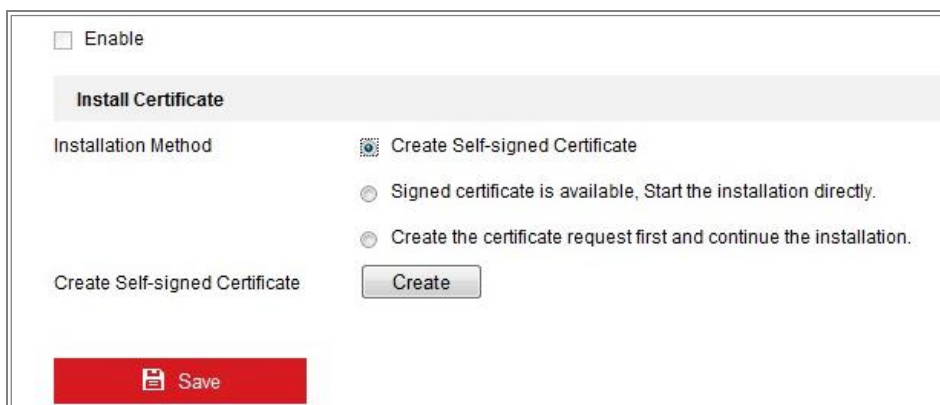 Enable
Install Certificate
Installation Method
Create Self-signed Certificate
Signed certificate is available, Start the installation directly.
Create the certificate request first and continue the installation.
Create Self-signed Certificate
Create
Save